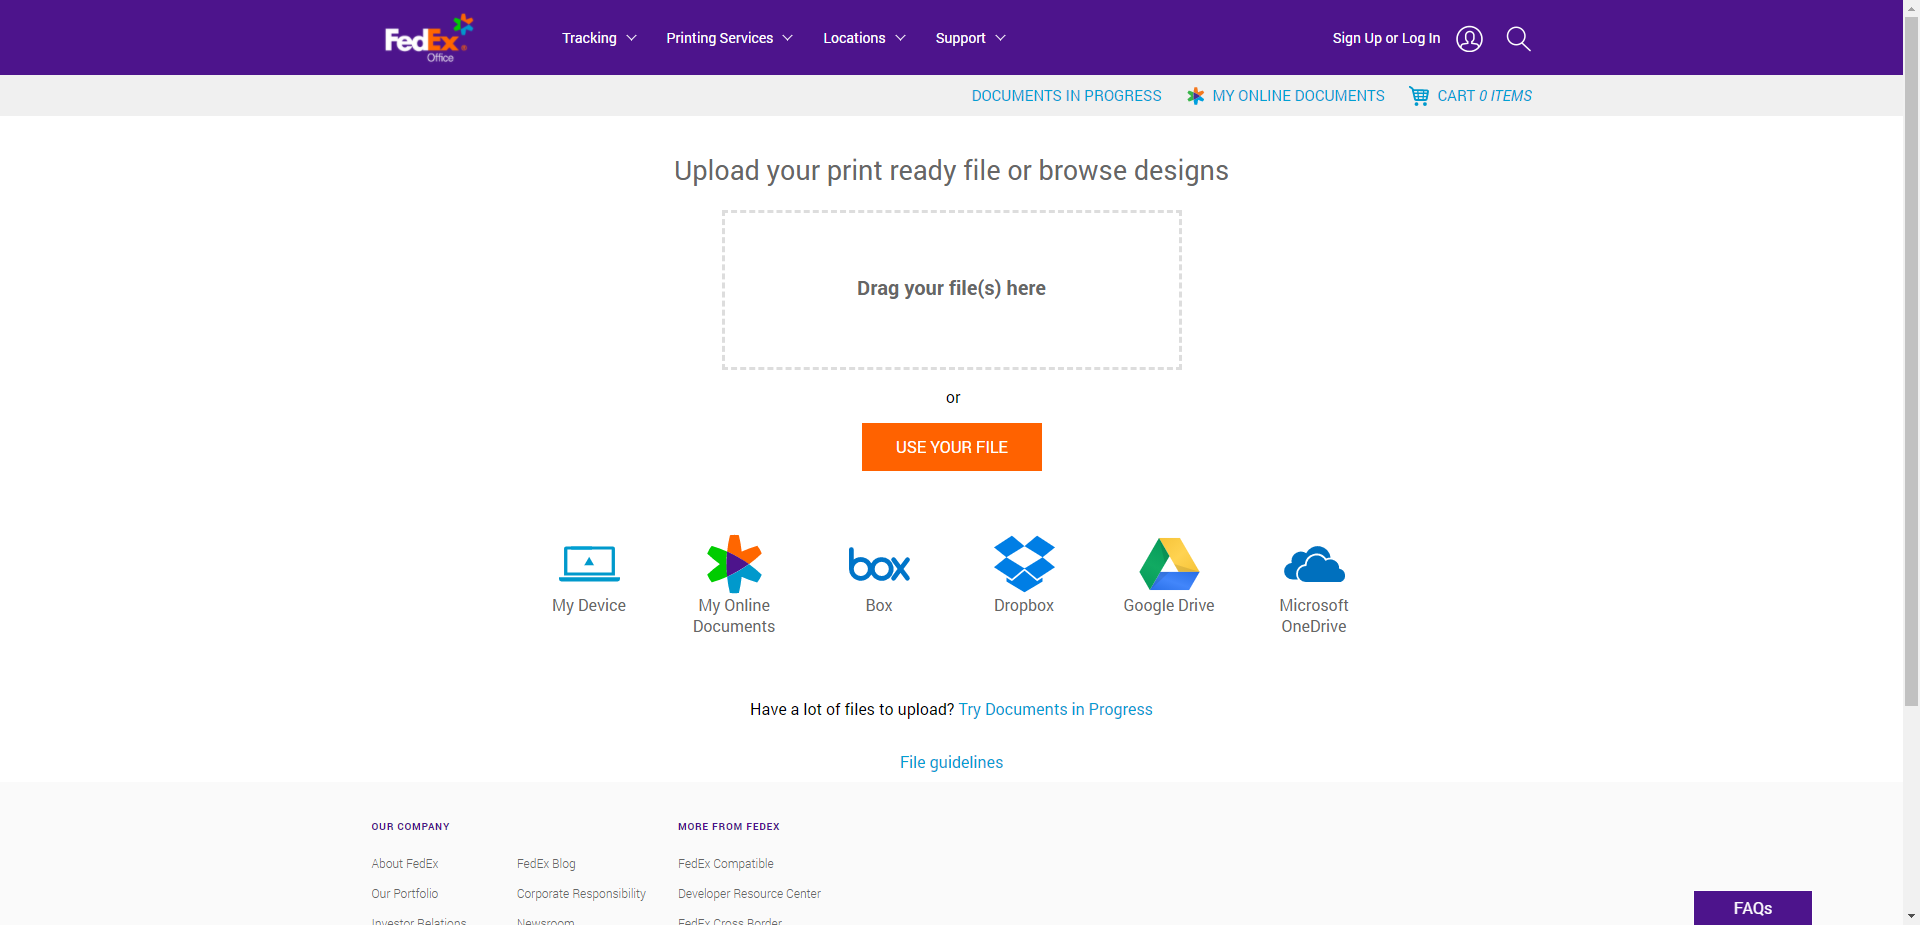 FedEx
Office
Tracking
Printing Services
Locations
Support
Sign Up or Log In
DOCUMENTS IN PROGRESS
MY ONLINE DOCUMENTS
CART 0 ITEMS
Upload your print ready file or browse designs
Drag your file(s) here
or
USE YOUR FILE
box
My Device
My Online
Documents
Box
Dropbox
Google Drive
Microsoft
OneDrive
Have a lot of files to upload? Try Documents in Progress
File guidelines
OUR COMPANY
About FedEx
Our Portfolio
Investor Relations
FedEx Blog
Corporate Responsibility
Newsroom
MORE FROM FEDEX
FedEx Compatible
Developer Resource Center
FedEx Cross Border
FAQs